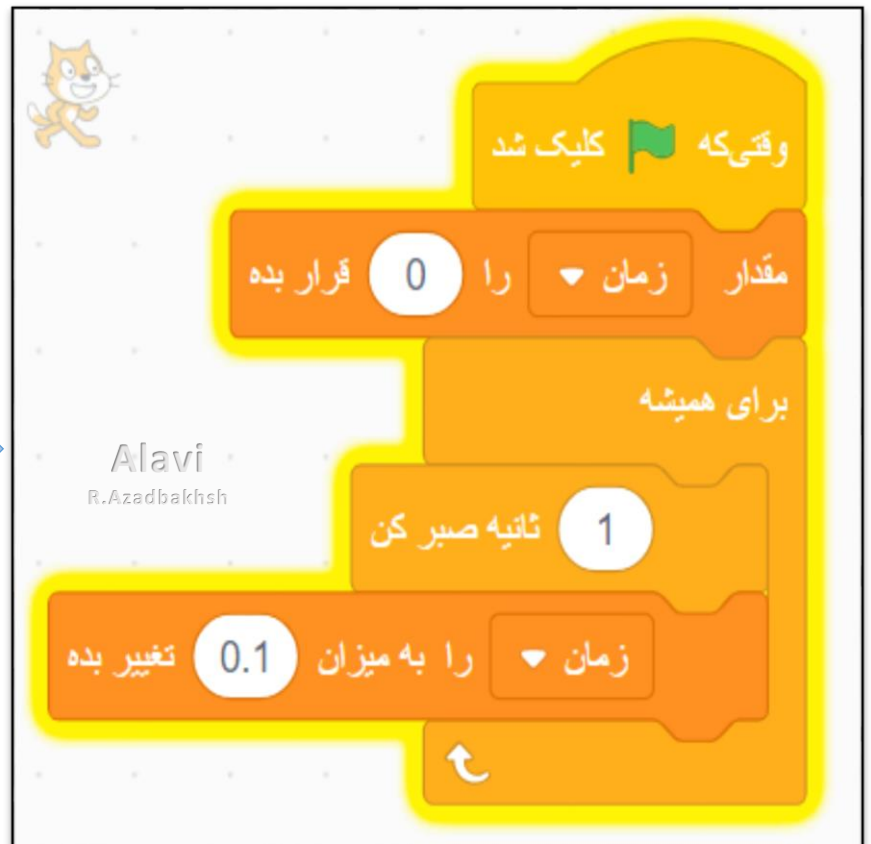 وقتی‌که کلیک شد
مقدار زمان را 0 قرار بده
برای همیشه
Alavi
R.Azadbakhsh
1 ثانیه صبر کن
زمان را به میزان 0.1 تغییر بده